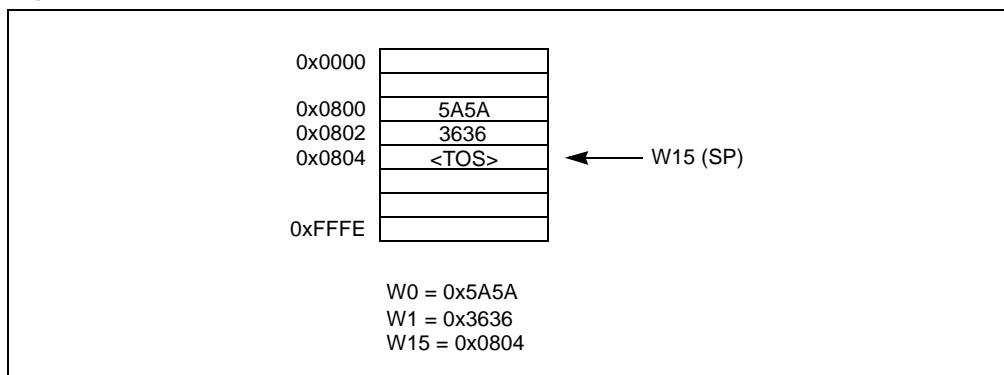 0x0000
0x0800 5A5A
0x0802 3636
0x0804 <TOS> W15 (SP)
0xFFFE
W0 = 0x5A5A
W1 = 0x3636
W15 = 0x0804